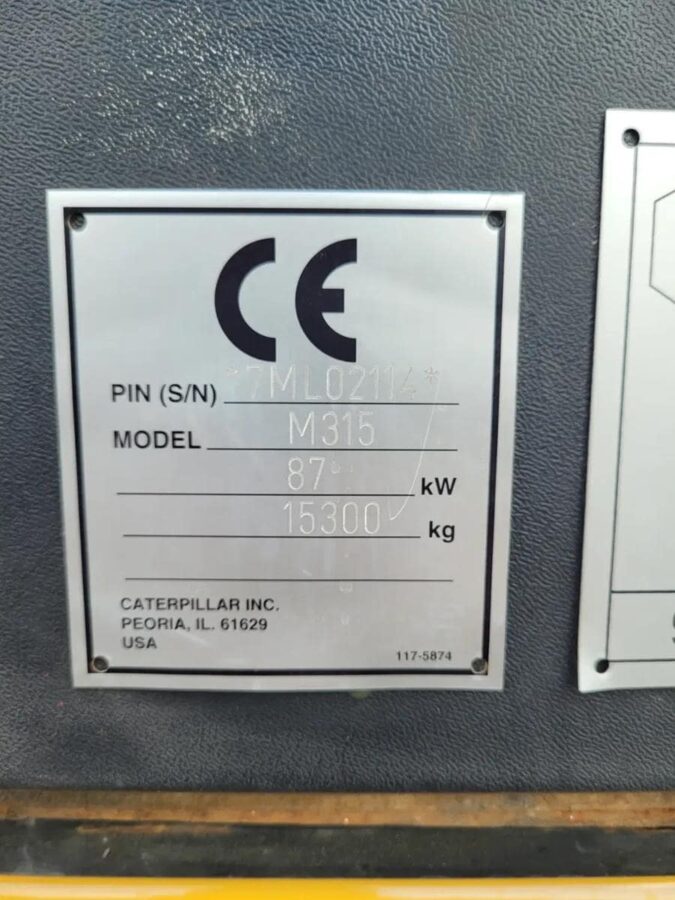 CE
PIN (S/N) *7ML02114*
MODEL M315
87 kW
15300 kg
CATERPILLAR INC.
PEORIA, IL. 61629
USA
117-5874